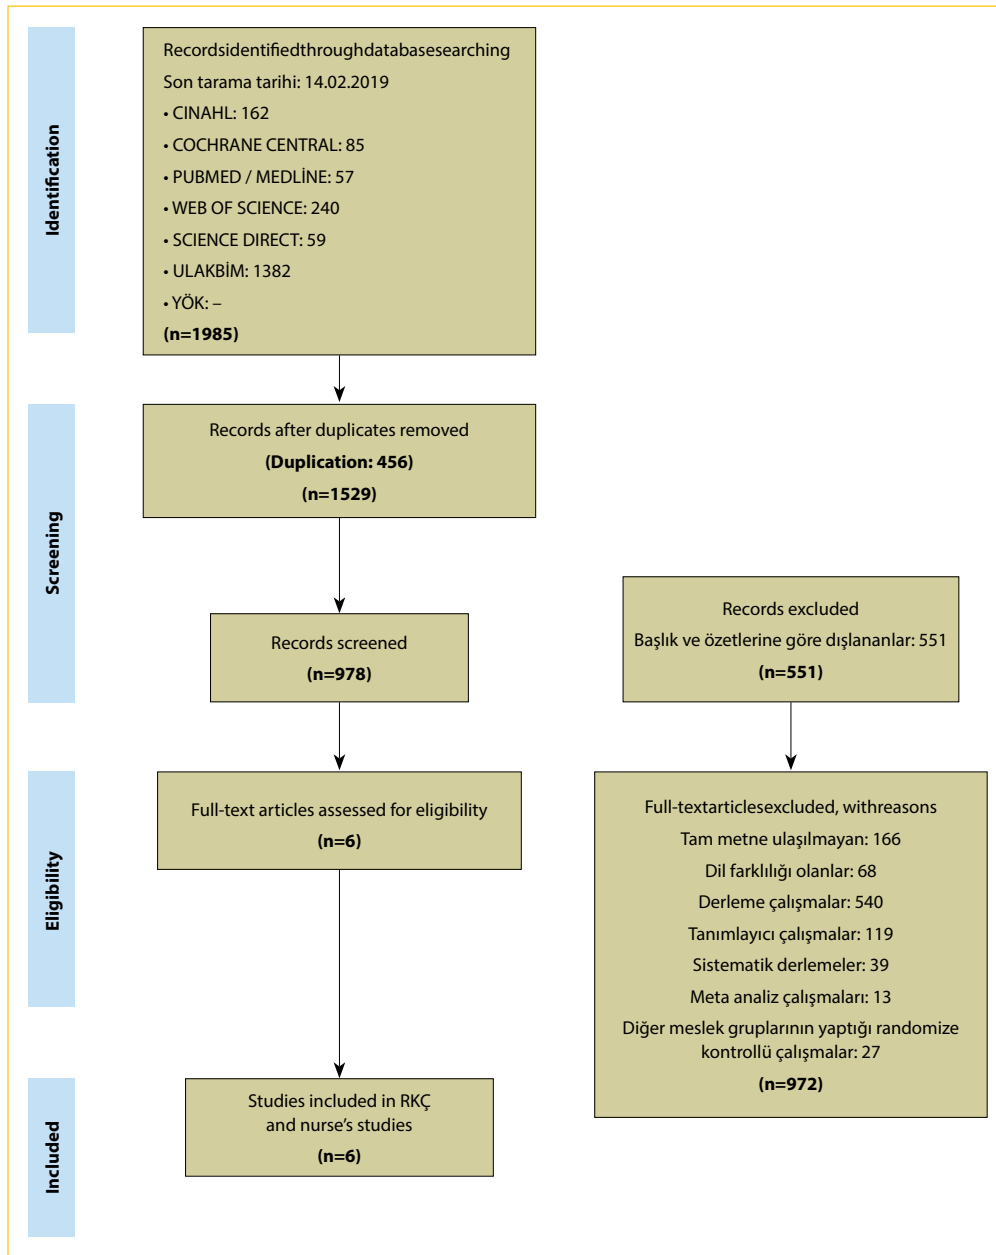 Identification
Recordsidentifiedthroughdatabasesearching
Son tarama tarihi: 14.02.2019
• CINAHL: 162
• COCHRANE CENTRAL: 85
• PUBMED / MEDLİNE: 57
• WEB OF SCIENCE: 240
• SCIENCE DIRECT: 59
• ULAKBİM: 1382
• YÖK: –
(n=1985)
Screening
Records after duplicates removed
(Duplication: 456)
(n=1529)
Records screened
(n=978)
Records excluded
Başlık ve özetlerine göre dışlananlar: 551
(n=551)
Eligibility
Full-text articles assessed for eligibility
(n=6)
Full-textarticlesexcluded, withreasons
Tam metne ulaşılmayan: 166
Dil farklılığı olanlar: 68
Derleme çalışmalar: 540
Tanımlayıcı çalışmalar: 119
Sistematik derlemeler: 39
Meta analiz çalışmaları: 13
Diğer meslek gruplarının yaptığı randomize
kontrollü çalışmalar: 27
(n=972)
Included
Studies included in RKÇ
and nurse's studies
(n=6)